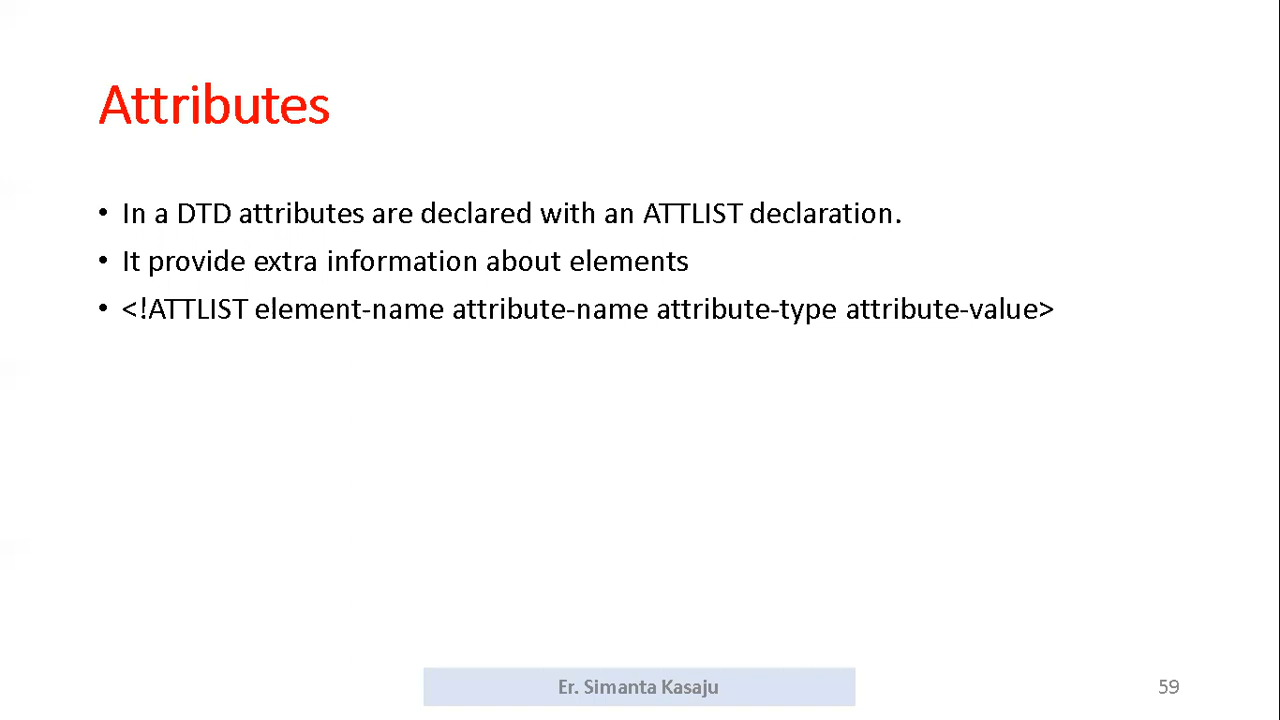 Attributes
• In a DTD attributes are declared with an ATTLIST declaration.
• It provide extra information about elements
• <!ATTLIST element-name attribute-name attribute-type attribute-value>
Er. Simanta Kasaju
59